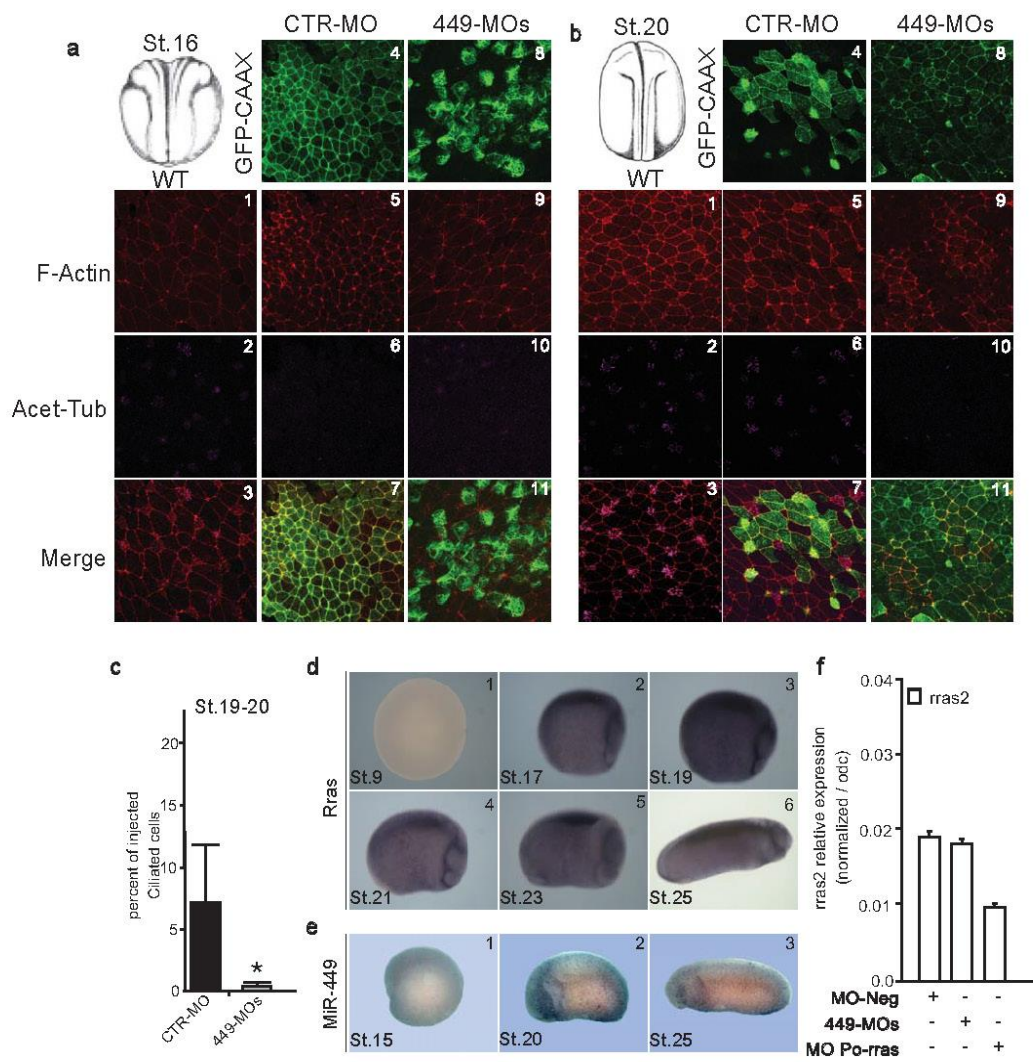 a
St.16
WT
GFP-CAAX
CTR-MO
449-MOs
4
8
F-Actin
1
5
9
Acet-Tub
2
6
10
Merge
3
7
11
b
St.20
WT
GFP-CAAX
CTR-MO
449-MOs
4
8
1
5
9
2
6
10
3
7
11
c
St.19-20
percent of injected
Ciliated cells
20
15
10
5
0
*
CTR-MO
449-MOs
d
Rras
1
St.9
2
St.17
3
St.19
4
St.21
5
St.23
6
St.25
e
MiR-449
1
St.15
2
St.20
3
St.25
f
rras2
rras2 relative expression
(normalized / odc)
0.04
0.03
0.02
0.01
0.0
MO-Neg + - -
449-MOs - + -
MO Po-rras - - +